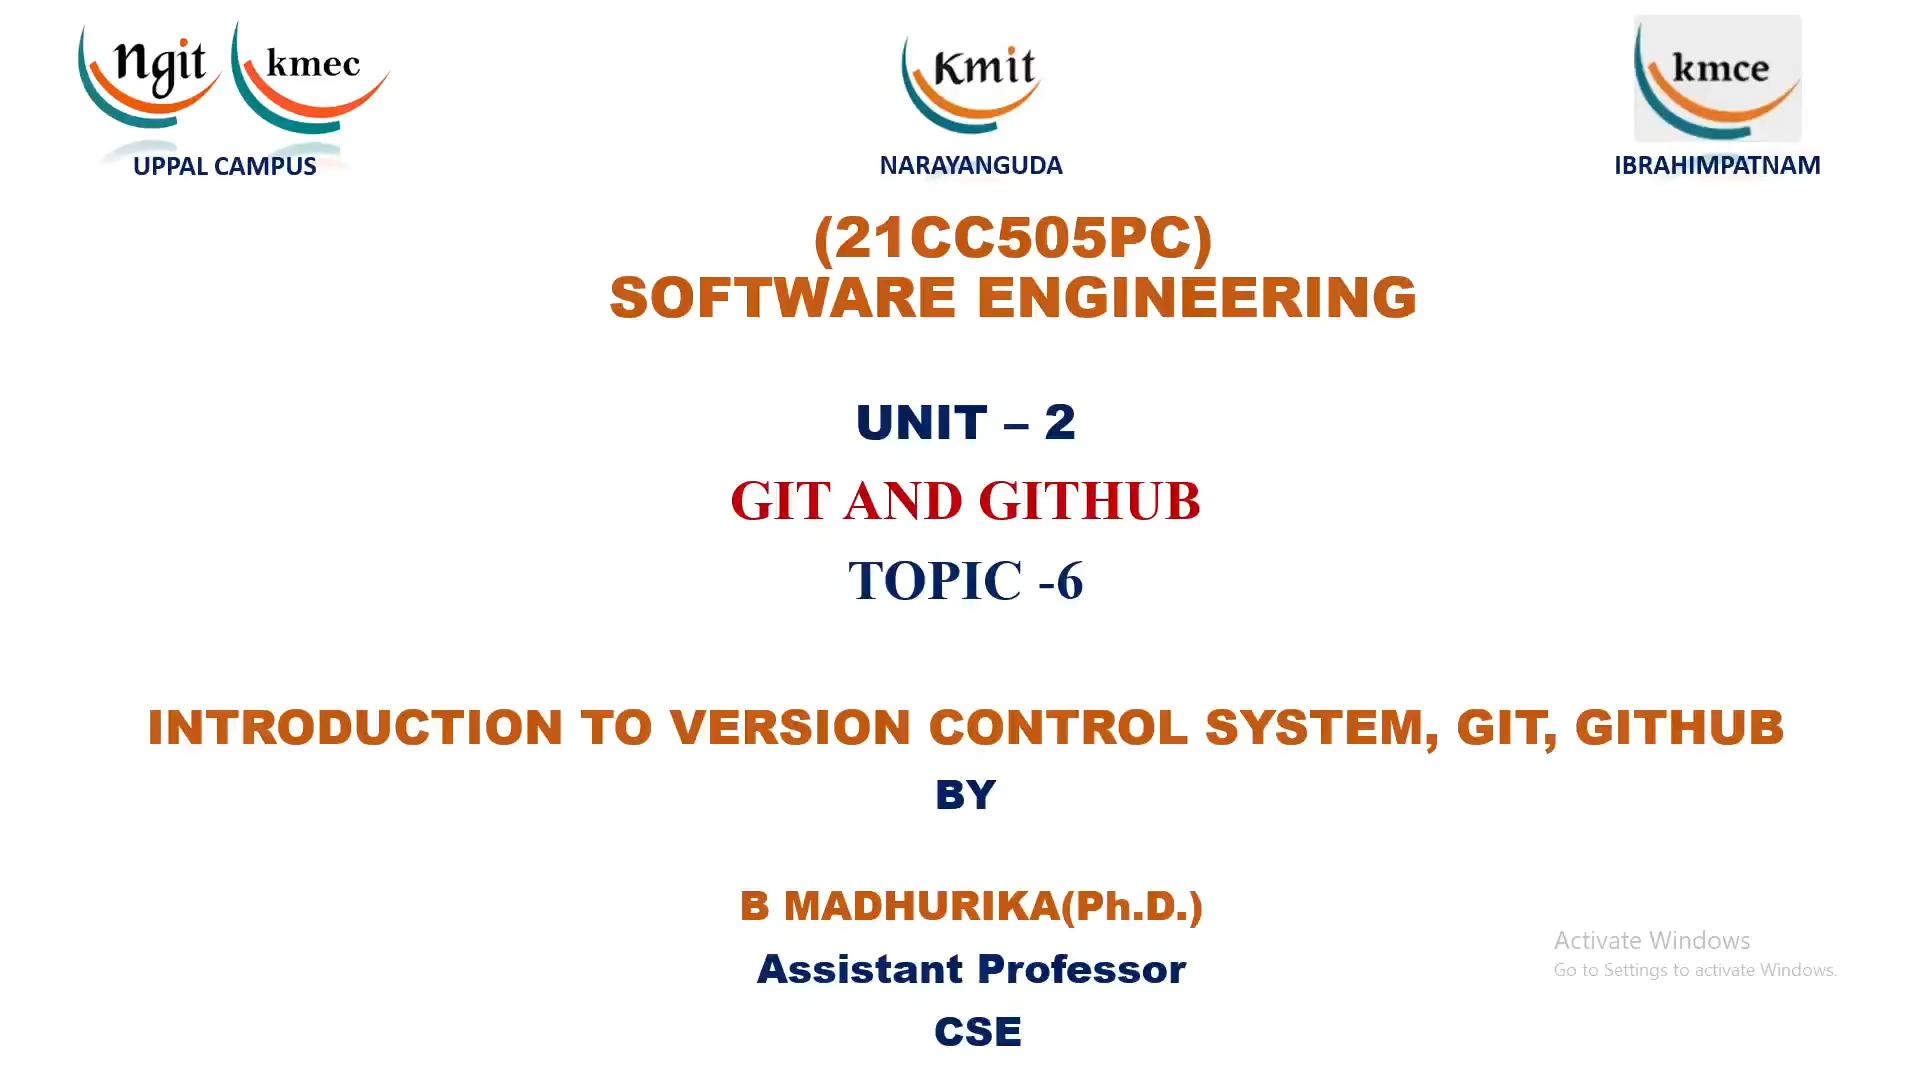 Ngit kmec Kmit kmce
UPPAL CAMPUS NARAYANGUDA IBRAHIMPATNAM
(21CC505PC)
SOFTWARE ENGINEERING
UNIT – 2
GIT AND GITHUB
TOPIC -6
INTRODUCTION TO VERSION CONTROL SYSTEM, GIT, GITHUB
BY
B MADHURIKA(Ph.D.)
Assistant Professor
CSE
Activate Windows
Go to Settings to activate Windows.